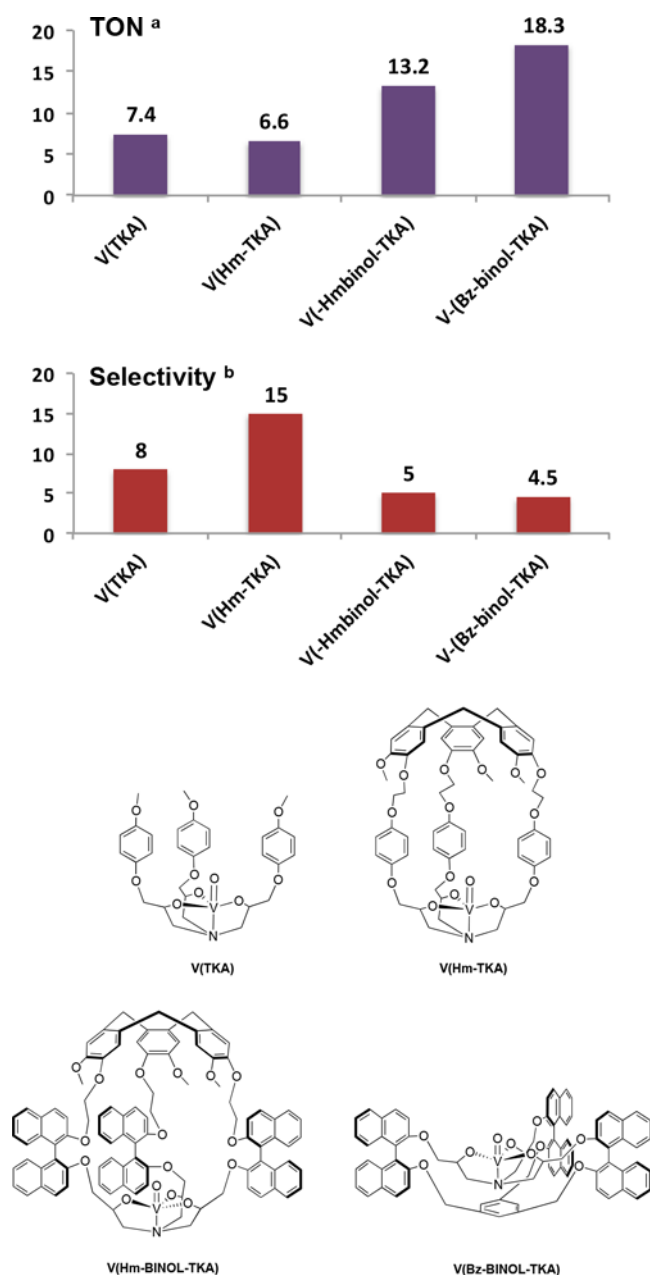 TON a
20
15
10
5
0
7.4
6.6
13.2
18.3
V(TKA)
V(Hm-TKA)
V(-Hmbinol-TKA)
V-(Bz-binol-TKA)
Selectivity b
20
15
10
5
0
8
15
5
4.5
V(TKA)
V(Hm-TKA)
V(-Hmbinol-TKA)
V-(Bz-binol-TKA)
V(TKA)
V(Hm-TKA)
V(Hm-BINOL-TKA)
V(Bz-BINOL-TKA)